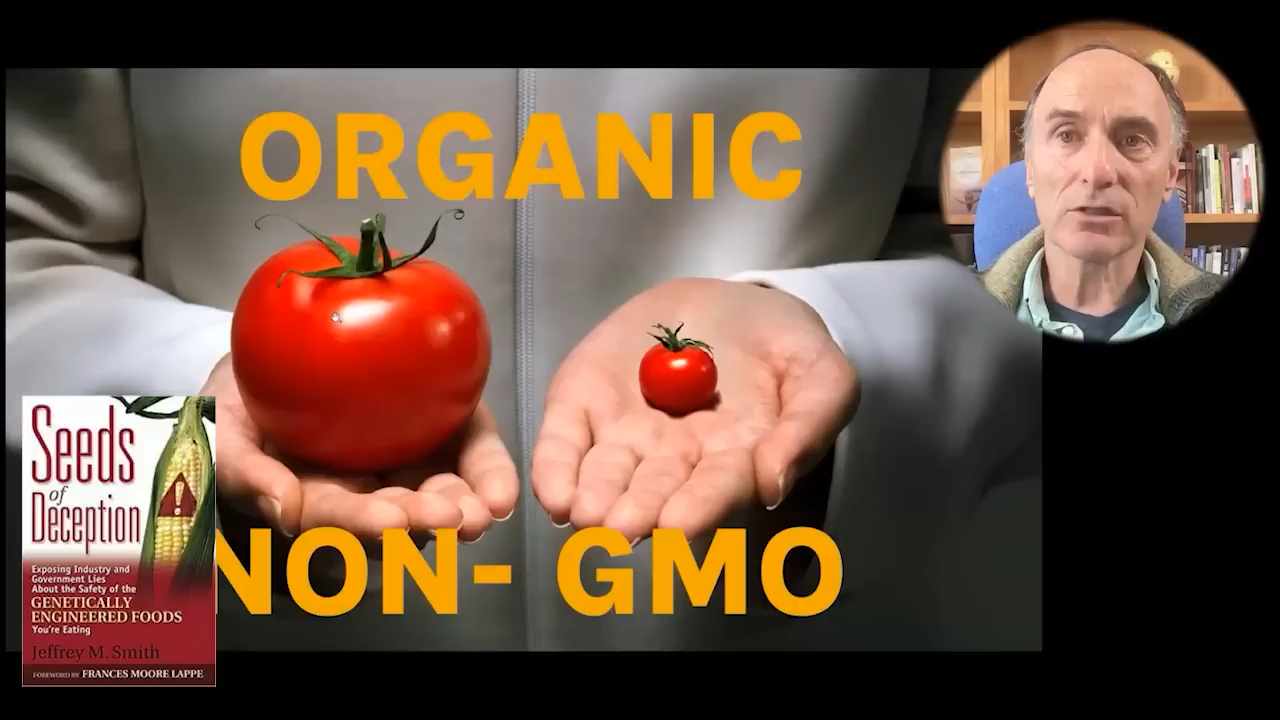 ORGANIC
NON- GMO
Seeds
of
Deception
Exposing Industry and
Government Lies
About the Safety of the
GENETICALLY
ENGINEERED FOODS
You're Eating
Jeffrey M. Smith
FOREWORD BY FRANCES MOORE LAPPE